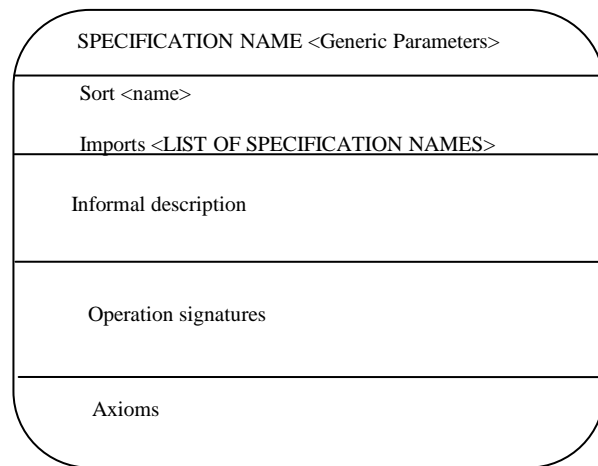 SPECIFICATION NAME <Generic Parameters>
Sort <name>
Imports <LIST OF SPECIFICATION NAMES>
Informal description
Operation signatures
Axioms